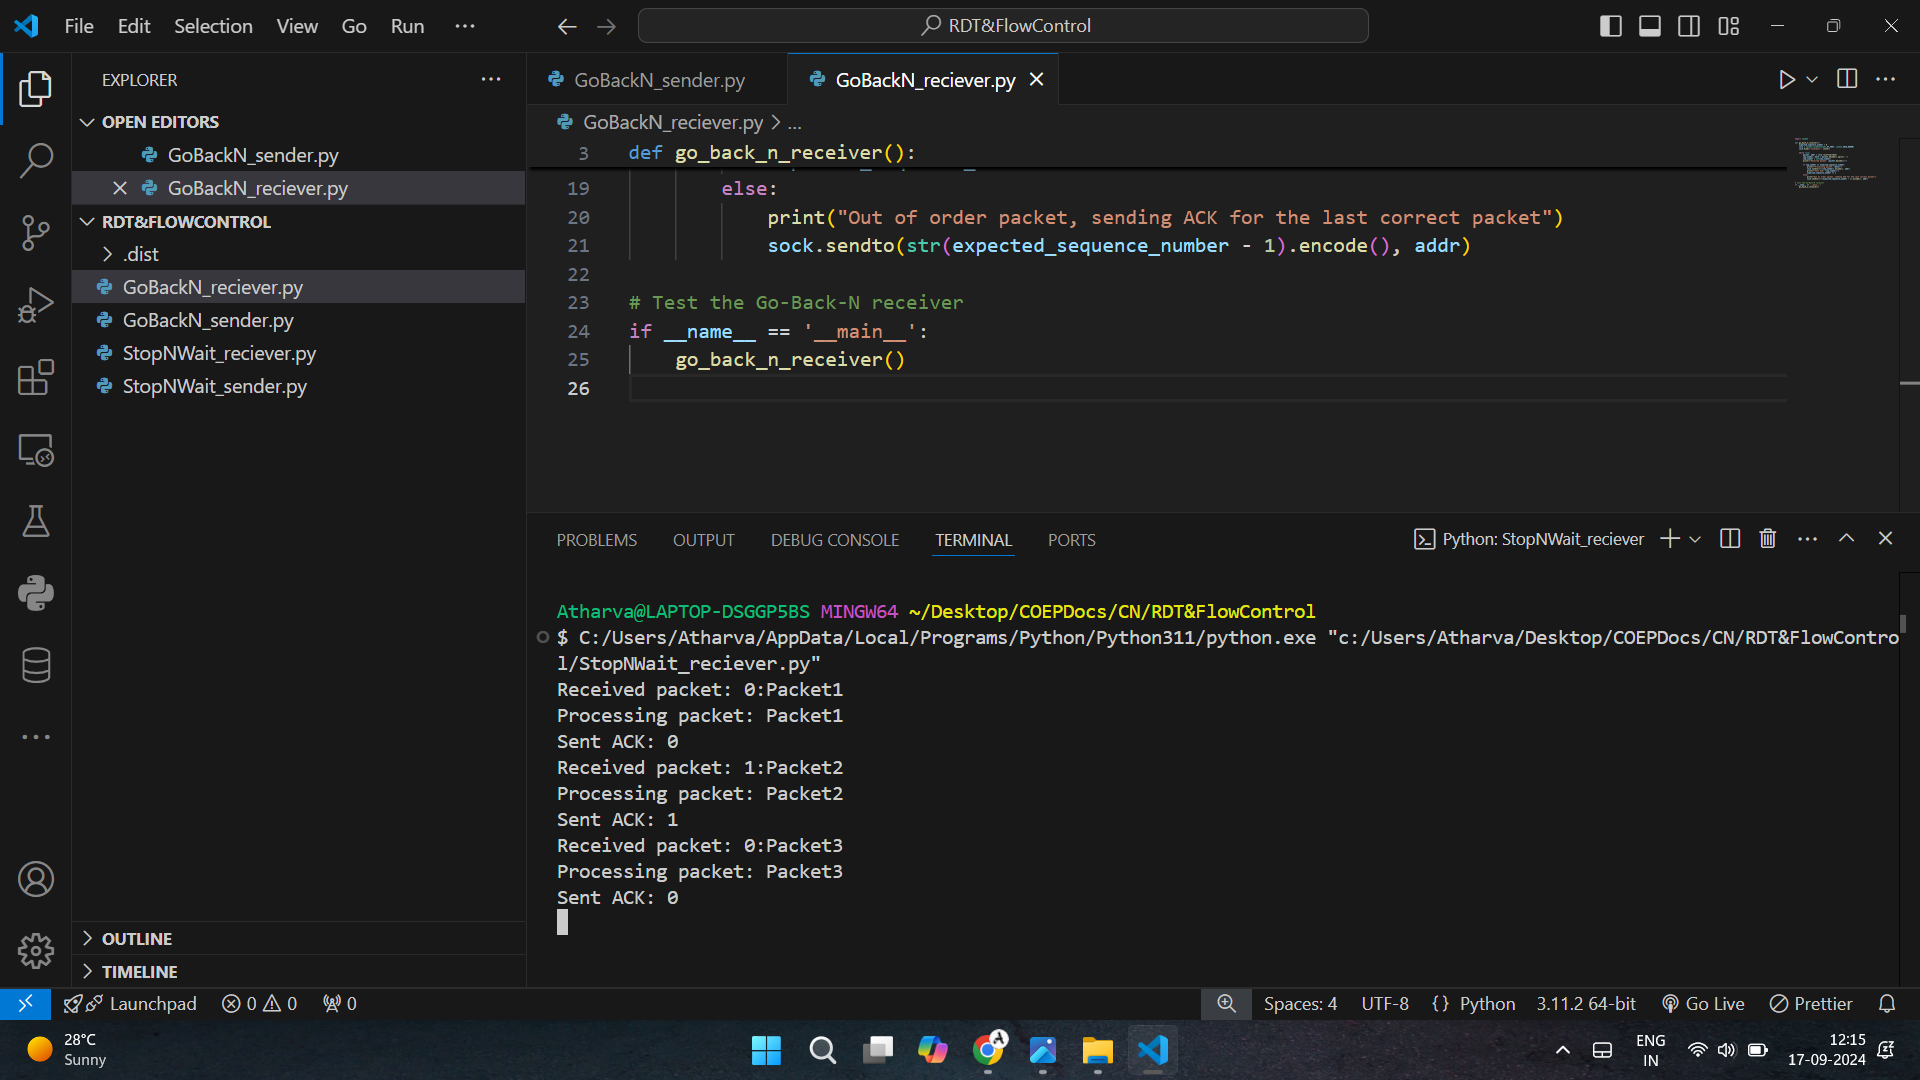 File Edit Selection View Go Run ···
RDT&FlowControl
EXPLORER
OPEN EDITORS
GoBackN_sender.py
GoBackN_reciever.py
RDT&FLOWCONTROL
.dist
GoBackN_reciever.py
GoBackN_sender.py
StopNWait_reciever.py
StopNWait_sender.py
OUTLINE
TIMELINE
GoBackN_sender.py GoBackN_reciever.py
GoBackN_reciever.py > ...
3 def go_back_n_receiver():
19 else:
20 print("Out of order packet, sending ACK for the last correct packet")
21 sock.sendto(str(expected_sequence_number - 1).encode(), addr)
22
23 # Test the Go-Back-N receiver
24 if __name__ == '__main__':
25 go_back_n_receiver()
26
PROBLEMS OUTPUT DEBUG CONSOLE TERMINAL PORTS
Python: StopNWait_reciever
Atharva@LAPTOP-DSGGP5BS MINGW64 ~/Desktop/COEPDocs/CN/RDT&FlowControl
$ C:/Users/Atharva/AppData/Local/Programs/Python/Python311/python.exe "c:/Users/Atharva/Desktop/COEPDocs/CN/RDT&FlowContro
l/StopNWait_reciever.py"
Received packet: 0:Packet1
Processing packet: Packet1
Sent ACK: 0
Received packet: 1:Packet2
Processing packet: Packet2
Sent ACK: 1
Received packet: 0:Packet3
Processing packet: Packet3
Sent ACK: 0
Launchpad 0 0 0
Spaces: 4 UTF-8 {} Python 3.11.2 64-bit Go Live Prettier
28°C
Sunny
A
ENG
IN
12:15
17-09-2024